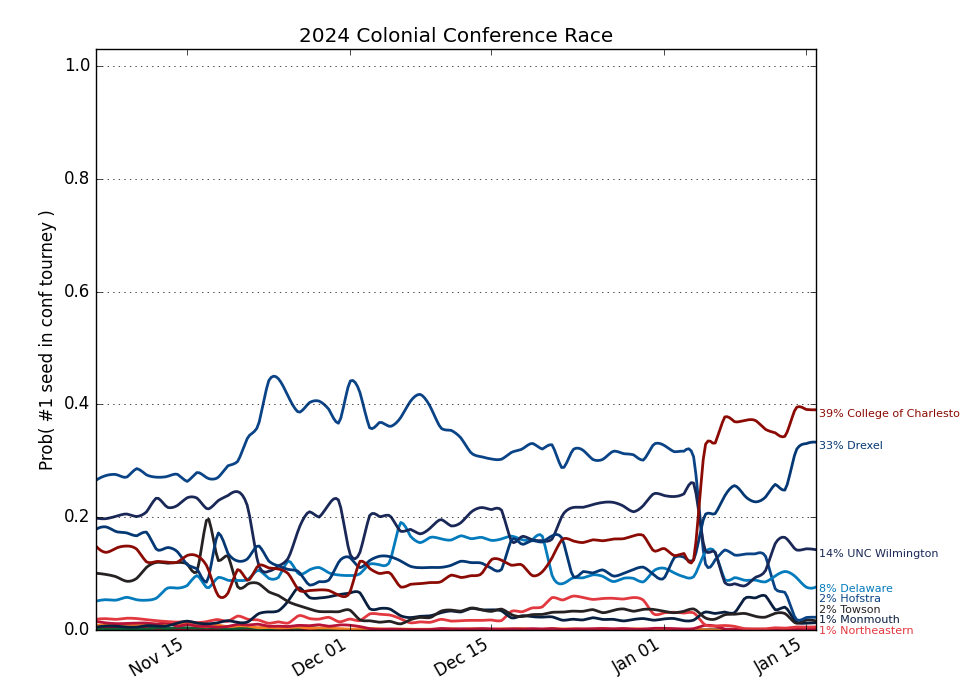 2024 Colonial Conference Race
Prob( #1 seed in conf tourney )
1.0
0.8
0.6
0.4
0.2
0.0
Nov 15
Dec 01
Dec 15
Jan 01
Jan 15
39% College of Charlesto
33% Drexel
14% UNC Wilmington
8% Delaware
2% Hofstra
2% Towson
1% Monmouth
1% Northeastern